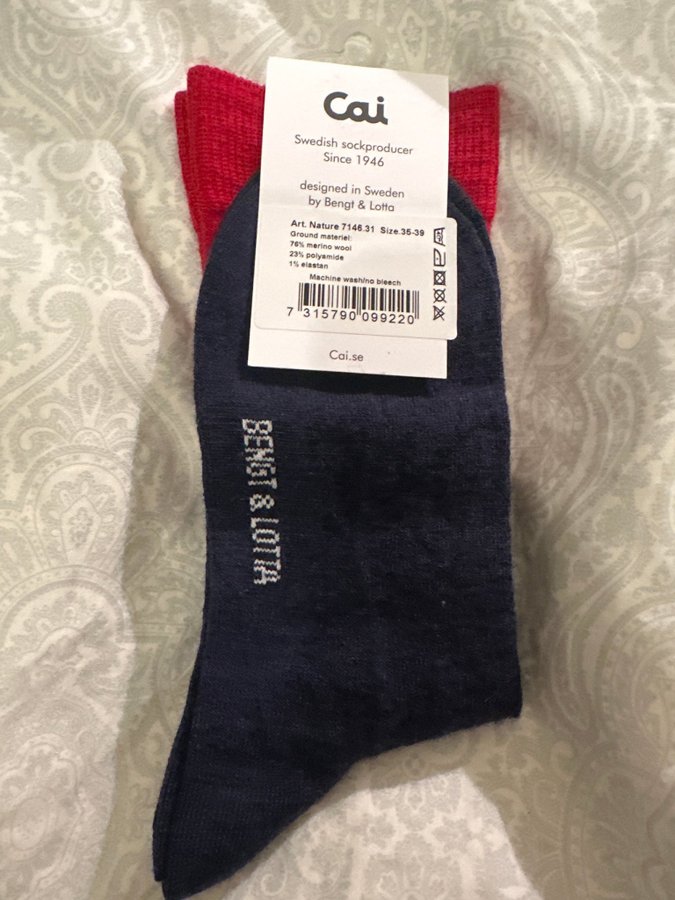 Cai
Swedish sockproducer
Since 1946
designed in Sweden
by Bengt & Lotta
Art. Nature 7146.31 Size.35-39
Ground materiel:
76% merino wool
23% polyamide
1% elastan
Machine wash/no bleech
7 315790 099220
Cai.se
BENGT & LOTTA